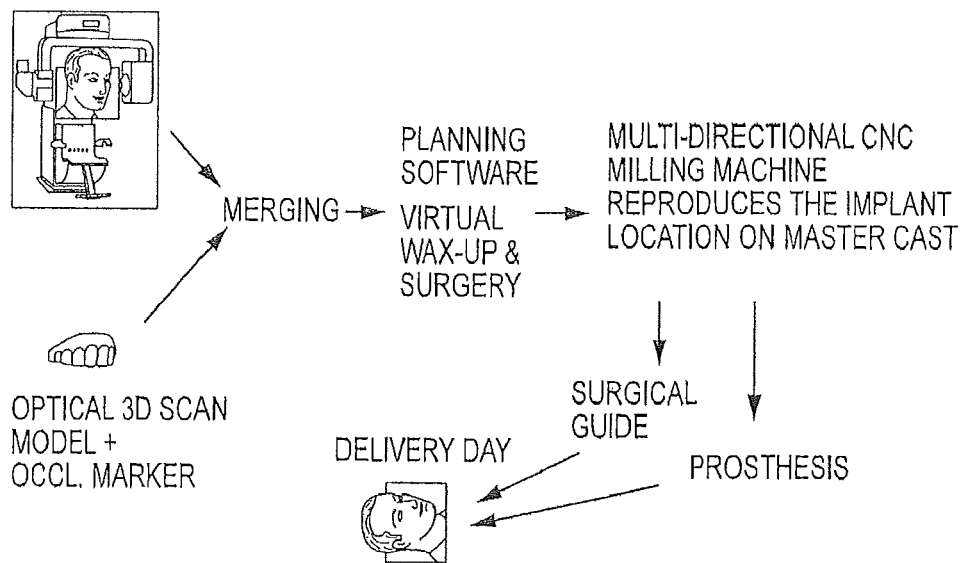 MERGING
PLANNING
SOFTWARE
VIRTUAL
WAX-UP &
SURGERY
MULTI-DIRECTIONAL CNC
MILLING MACHINE
REPRODUCES THE IMPLANT
LOCATION ON MASTER CAST
OPTICAL 3D SCAN
MODEL +
OCCL. MARKER
SURGICAL
GUIDE
PROSTHESIS
DELIVERY DAY